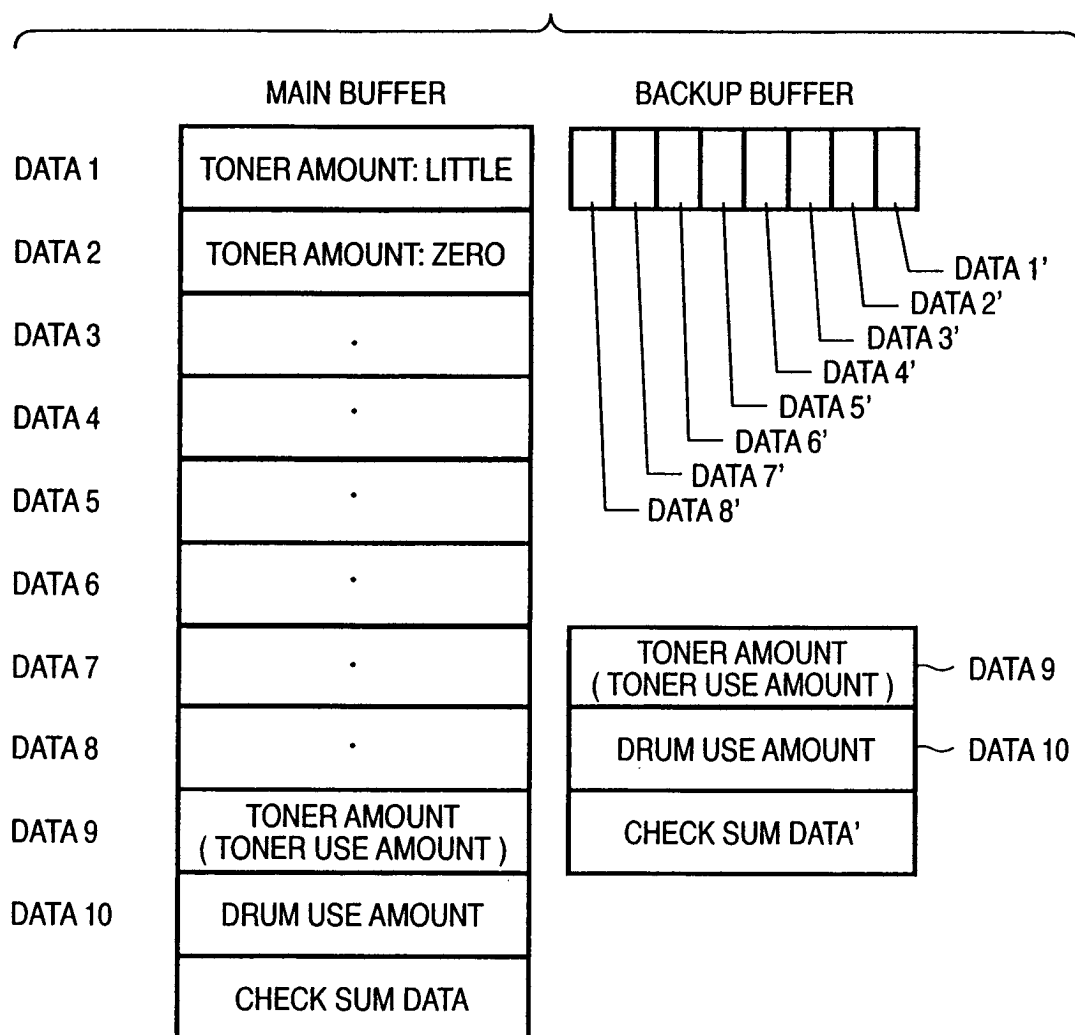 MAIN BUFFER
BACKUP BUFFER
DATA 1
TONER AMOUNT: LITTLE
DATA 2
TONER AMOUNT: ZERO
DATA 3
DATA 4
DATA 5
DATA 6
DATA 7
DATA 8
DATA 9
TONER AMOUNT
( TONER USE AMOUNT )
DATA 10
DRUM USE AMOUNT
CHECK SUM DATA
DATA 1'
DATA 2'
DATA 3'
DATA 4'
DATA 5'
DATA 6'
DATA 7'
DATA 8'
TONER AMOUNT
( TONER USE AMOUNT )
DATA 9
DRUM USE AMOUNT
DATA 10
CHECK SUM DATA'